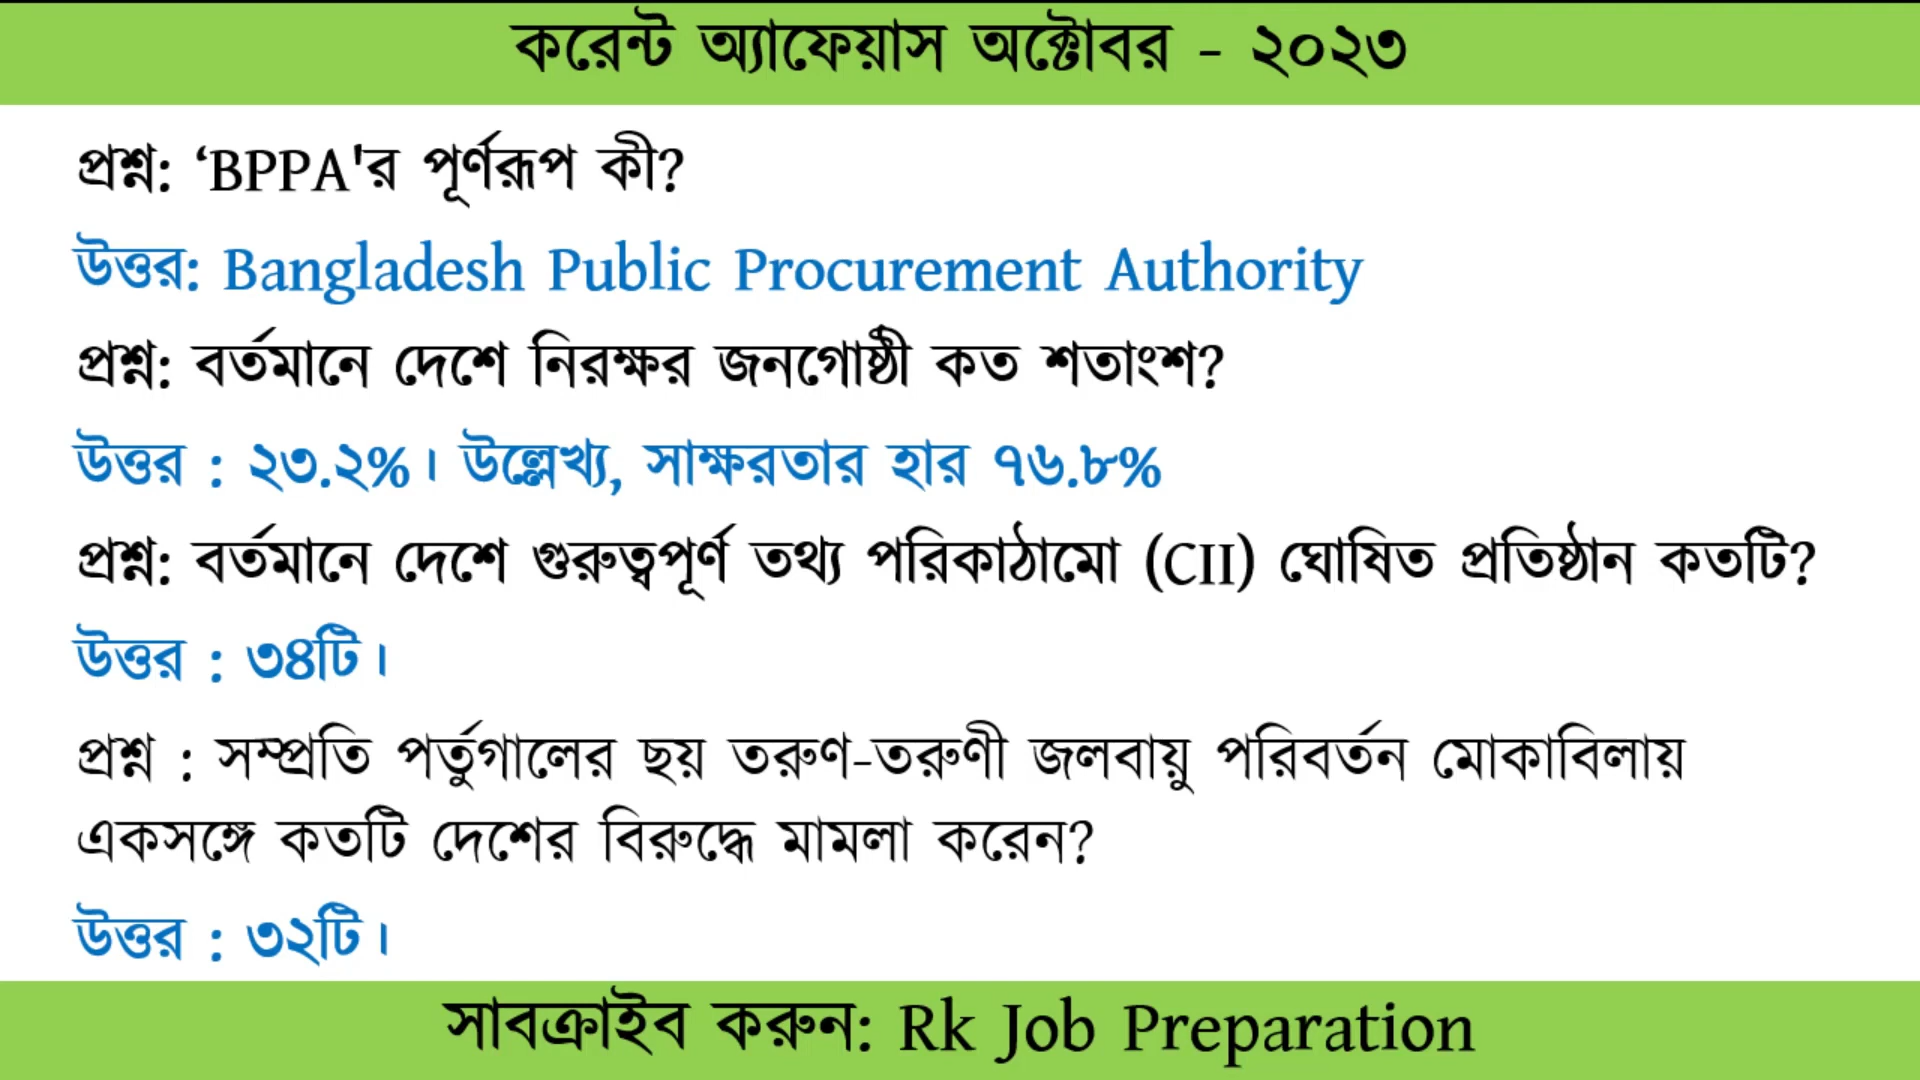 করেন্ট অ্যাফেয়াস অক্টোবর - ২০২৩
প্রশ্ন: ‘BPPA'র পূর্ণরূপ কী?
উত্তর: Bangladesh Public Procurement Authority
প্রশ্ন: বর্তমানে দেশে নিরক্ষর জনগোষ্ঠী কত শতাংশ?
উত্তর : ২৩.২%। উল্লেখ্য, সাক্ষরতার হার ৭৬.৮%
প্রশ্ন: বর্তমানে দেশে গুরুত্বপূর্ণ তথ্য পরিকাঠামো (CII) ঘোষিত প্রতিষ্ঠান কতটি?
উত্তর : ৩৪টি।
প্রশ্ন : সম্প্রতি পর্তুগালের ছয় তরুণ-তরুণী জলবায়ু পরিবর্তন মোকাবিলায়
একসঙ্গে কতটি দেশের বিরুদ্ধে মামলা করেন?
উত্তর : ৩২টি।
সাবক্রাইব করুন: Rk Job Preparation